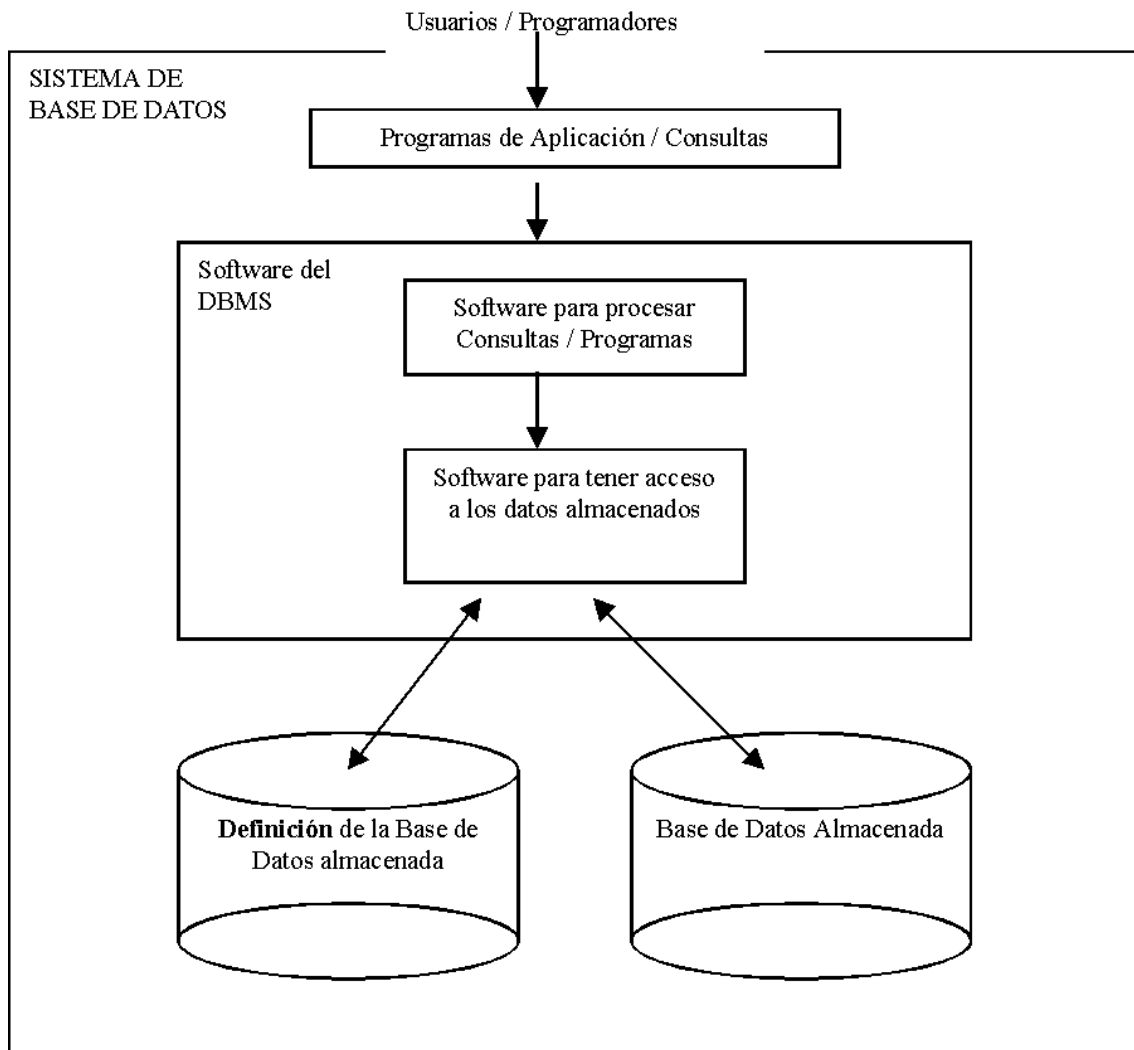 Usuarios / Programadores
SISTEMA DE
BASE DE DATOS
Programas de Aplicación / Consultas
Software del
DBMS
Software para procesar
Consultas / Programas
Software para tener acceso
a los datos almacenados
Definición de la Base de
Datos almacenada
Base de Datos Almacenada